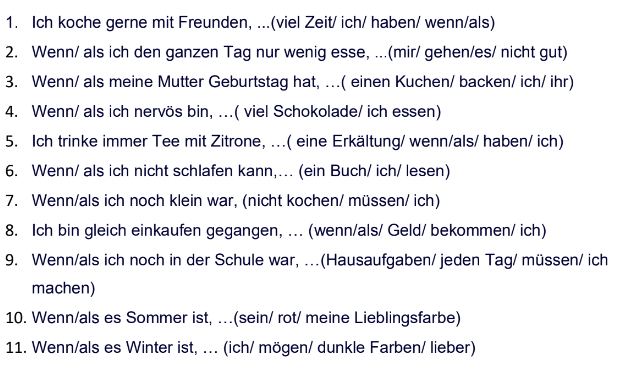 1. Ich koche gerne mit Freunden, ...(viel Zeit/ ich/ haben/ wenn/als)
2. Wenn/ als ich den ganzen Tag nur wenig esse, ...(mir/ gehen/es/ nicht gut)
3. Wenn/ als meine Mutter Geburtstag hat, …( einen Kuchen/ backen/ ich/ ihr)
4. Wenn/ als ich nervös bin, …( viel Schokolade/ ich essen)
5. Ich trinke immer Tee mit Zitrone, …( eine Erkältung/ wenn/als/ haben/ ich)
6. Wenn/ als ich nicht schlafen kann,… (ein Buch/ ich/ lesen)
7. Wenn/als ich noch klein war, (nicht kochen/ müssen/ ich)
8. Ich bin gleich einkaufen gegangen, … (wenn/als/ Geld/ bekommen/ ich)
9. Wenn/als ich noch in der Schule war, …(Hausaufgaben/ jeden Tag/ müssen/ ich
machen)
10. Wenn/als es Sommer ist, …(sein/ rot/ meine Lieblingsfarbe)
11. Wenn/als es Winter ist, … (ich/ mögen/ dunkle Farben/ lieber)